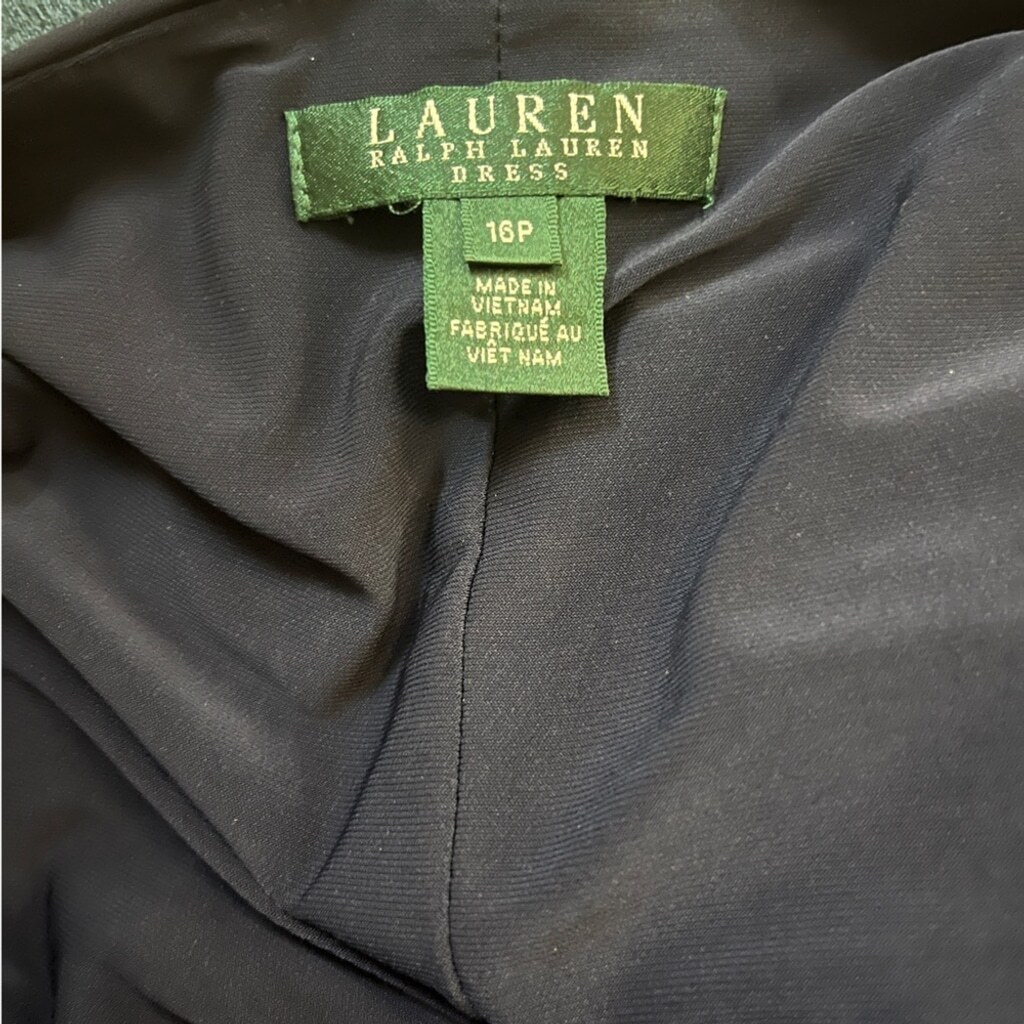 LAUREN
RALPH LAUREN
DRESS
16P
MADE IN
VIETNAM
FABRIQUÉ AU
VIÊT NAM